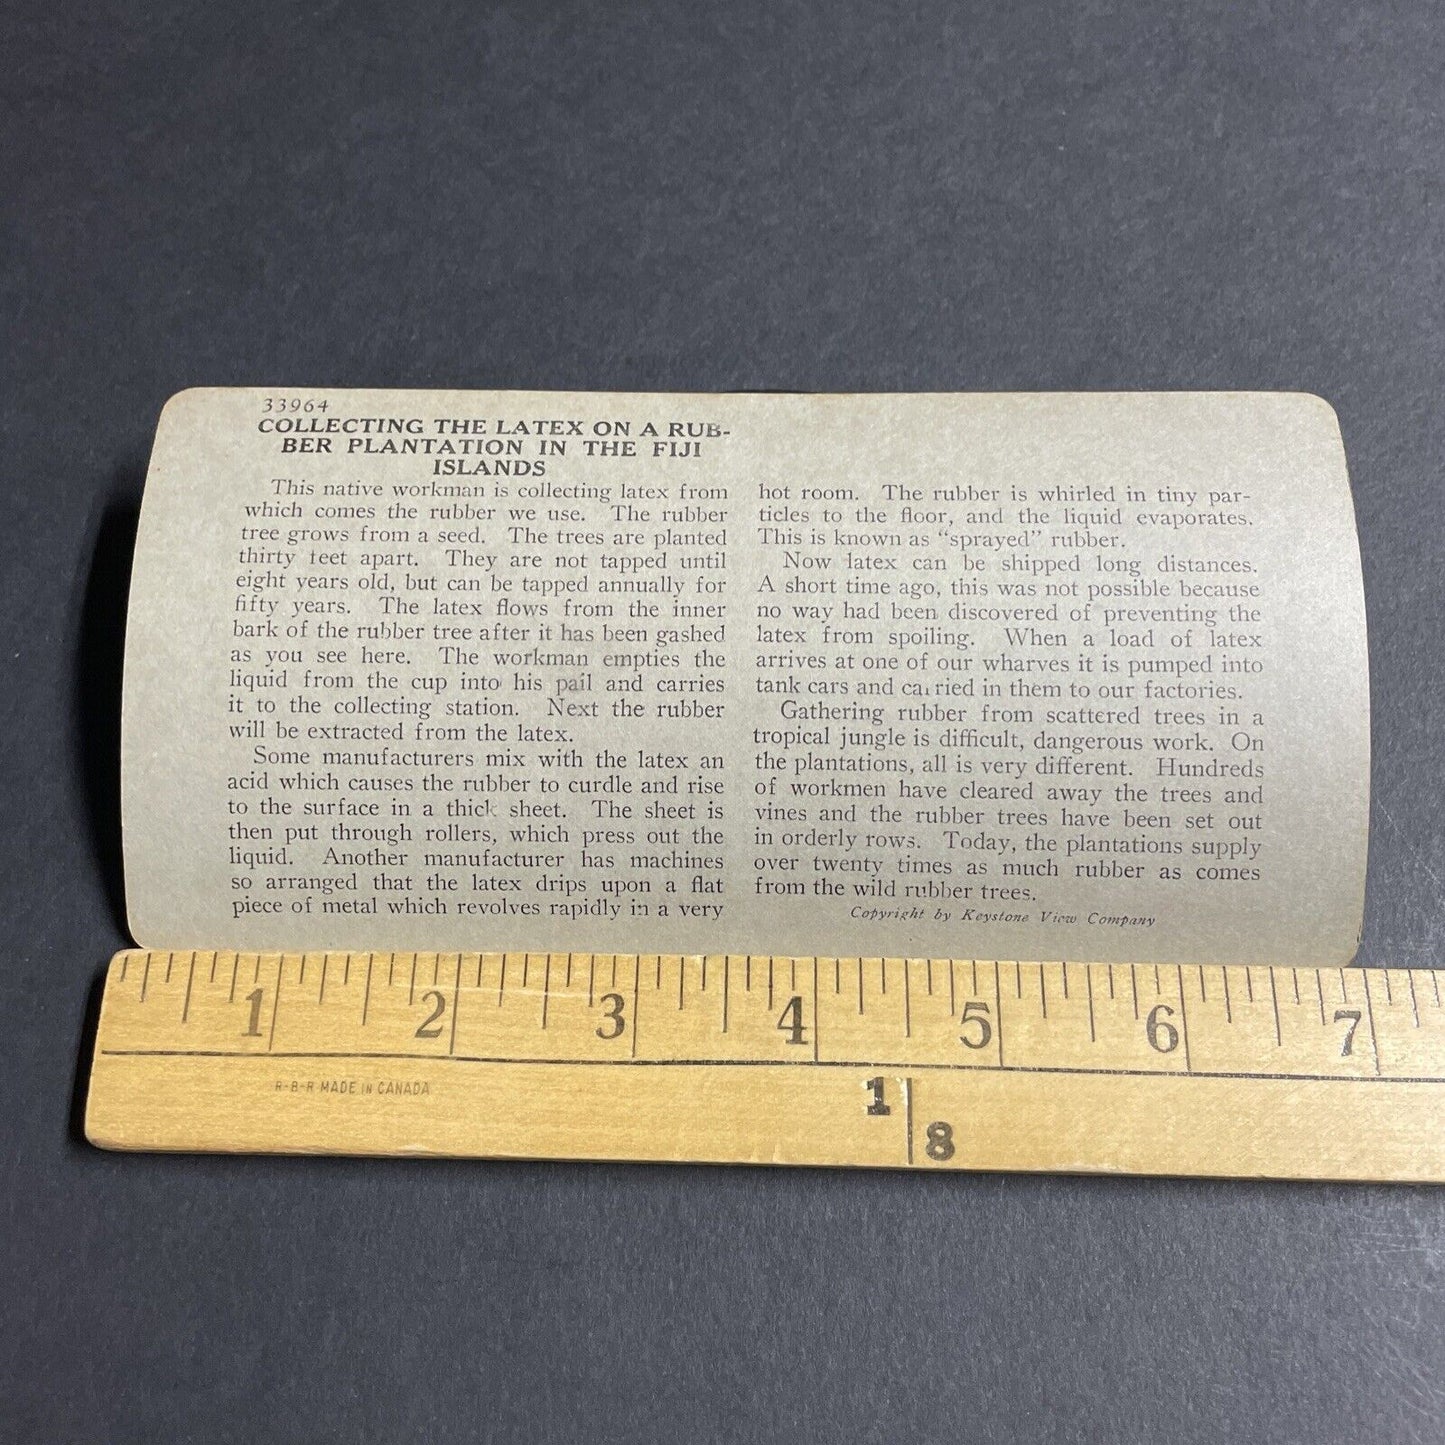 33964
COLLECTING THE LATEX ON A RUB-
BER PLANTATION IN THE FIJI
ISLANDS
This native workman is collecting latex from
which comes the rubber we use. The rubber
tree grows from a seed. The trees are planted
thirty feet apart. They are not tapped until
eight years old, but can be tapped annually for
fifty years. The latex flows from the inner
bark of the rubber tree after it has been gashed
as you see here. The workman empties the
liquid from the cup into his pail and carries
it to the collecting station. Next the rubber
will be extracted from the latex.
Some manufacturers mix with the latex an
acid which causes the rubber to curdle and rise
to the surface in a thick sheet. The sheet is
then put through rollers, which press out the
liquid. Another manufacturer has machines
so arranged that the latex drips upon a flat
piece of metal which revolves rapidly in a very
hot room. The rubber is whirled in tiny par-
ticles to the floor, and the liquid evaporates.
This is known as "sprayed" rubber.
Now latex can be shipped long distances.
A short time ago, this was not possible because
no way had been discovered of preventing the
latex from spoiling. When a load of latex
arrives at one of our wharves it is pumped into
tank cars and carried in them to our factories.
Gathering rubber from scattered trees in a
tropical jungle is difficult, dangerous work. On
the plantations, all is very different. Hundreds
of workmen have cleared away the trees and
vines and the rubber trees have been set out
in orderly rows. Today, the plantations supply
over twenty times as much rubber as comes
from the wild rubber trees.
Copyright by Keystone View Company
1 2 3 4 5 6 7
R-B-R MADE IN CANADA
1
8